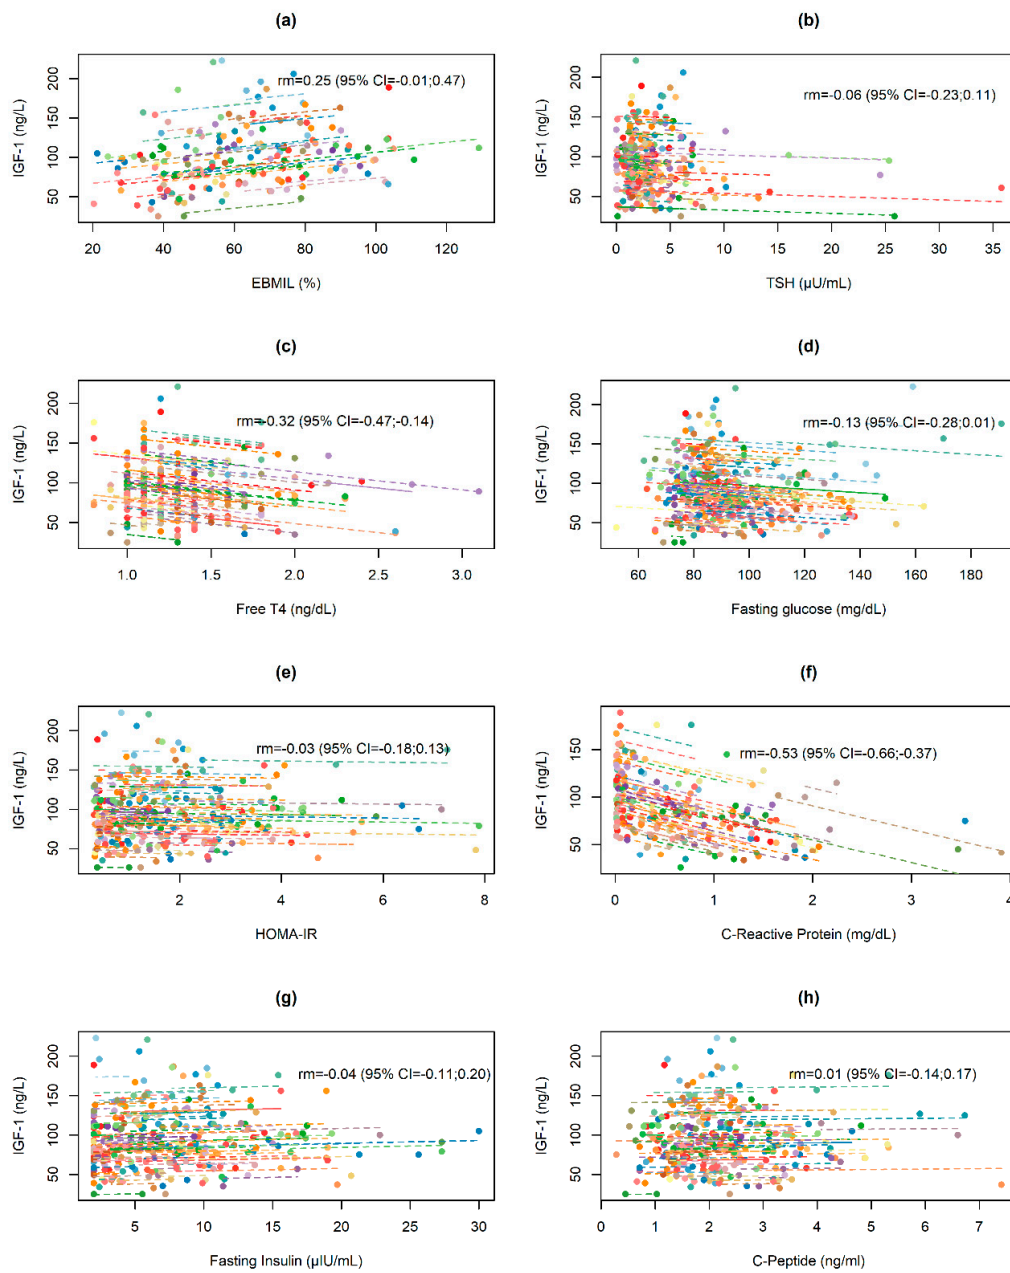 (a)
(b)
rm=0.25 (95% CI=-0.01;0.47)
rm=-0.06 (95% CI=-0.23;0.11)
IGF-1 (ng/L)
50 100 150 200
20 40 60 80 100 120
EBMIL (%)
IGF-1 (ng/L)
50 100 150 200
0 5 10 15 20 25 30 35
TSH (µU/mL)
(c)
(d)
rm=-0.32 (95% CI=-0.47;-0.14)
rm=-0.13 (95% CI=-0.28;0.01)
IGF-1 (ng/L)
50 100 150 200
1.0 1.5 2.0 2.5 3.0
Free T4 (ng/dL)
IGF-1 (ng/L)
50 100 150 200
60 80 100 120 140 160 180
Fasting glucose (mg/dL)
(e)
(f)
rm=-0.03 (95% CI=-0.18;0.13)
rm=-0.53 (95% CI=-0.66;-0.37)
IGF-1 (ng/L)
50 100 150 200
2 4 6 8
HOMA-IR
IGF-1 (ng/L)
50 100 150
0 1 2 3 4
C-Reactive Protein (mg/dL)
(g)
(h)
rm=-0.04 (95% CI=-0.11;0.20)
rm=0.01 (95% CI=-0.14;0.17)
IGF-1 (ng/L)
50 100 150 200
5 10 15 20 25 30
Fasting Insulin (µIU/mL)
IGF-1 (ng/L)
50 100 150 200
0 1 2 3 4 5 6 7
C-Peptide (ng/ml)